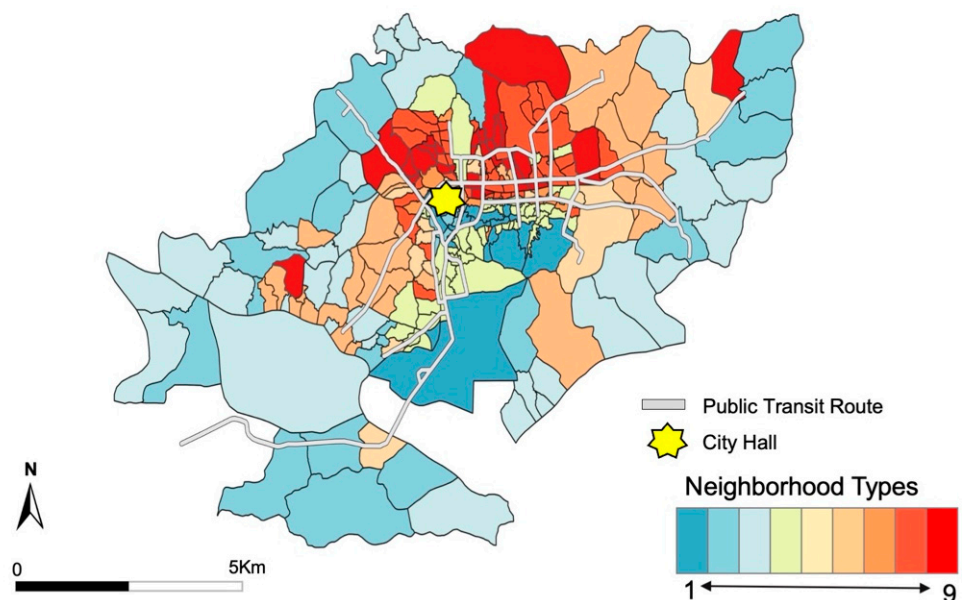 Public Transit Route
City Hall
N
Neighborhood Types
0 5Km
1 9